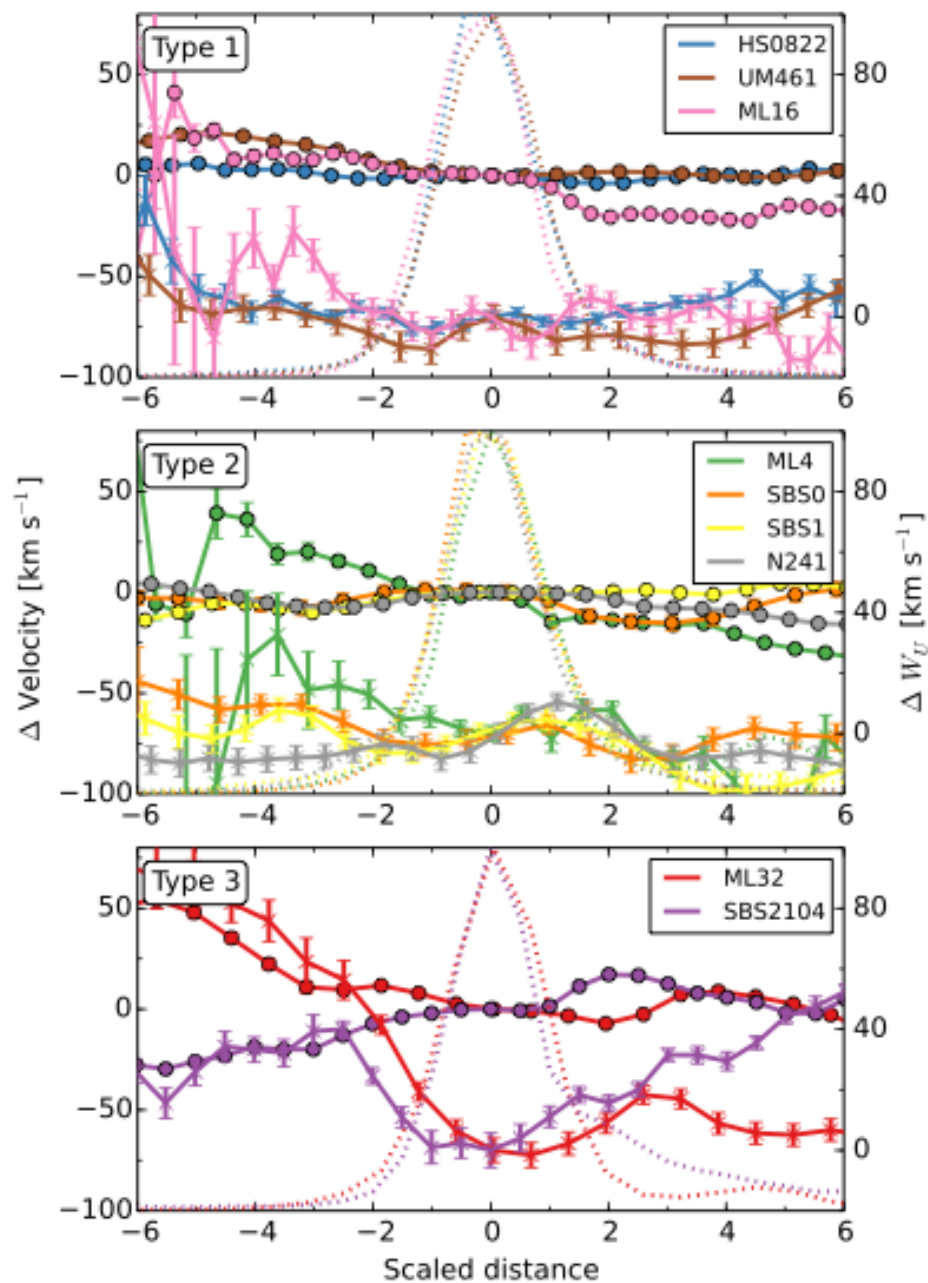 Type 1
HS0822
UM461
ML16
50
0
−50
−100
80
40
0
−6 −4 −2 0 2 4 6
Type 2
ML4
SBS0
SBS1
N241
50
0
−50
−100
80
40
0
−6 −4 −2 0 2 4 6
Δ Velocity [km s⁻¹]
Δ W_U [km s⁻¹]
Type 3
ML32
SBS2104
50
0
−50
−100
80
40
0
−6 −4 −2 0 2 4 6
Scaled distance